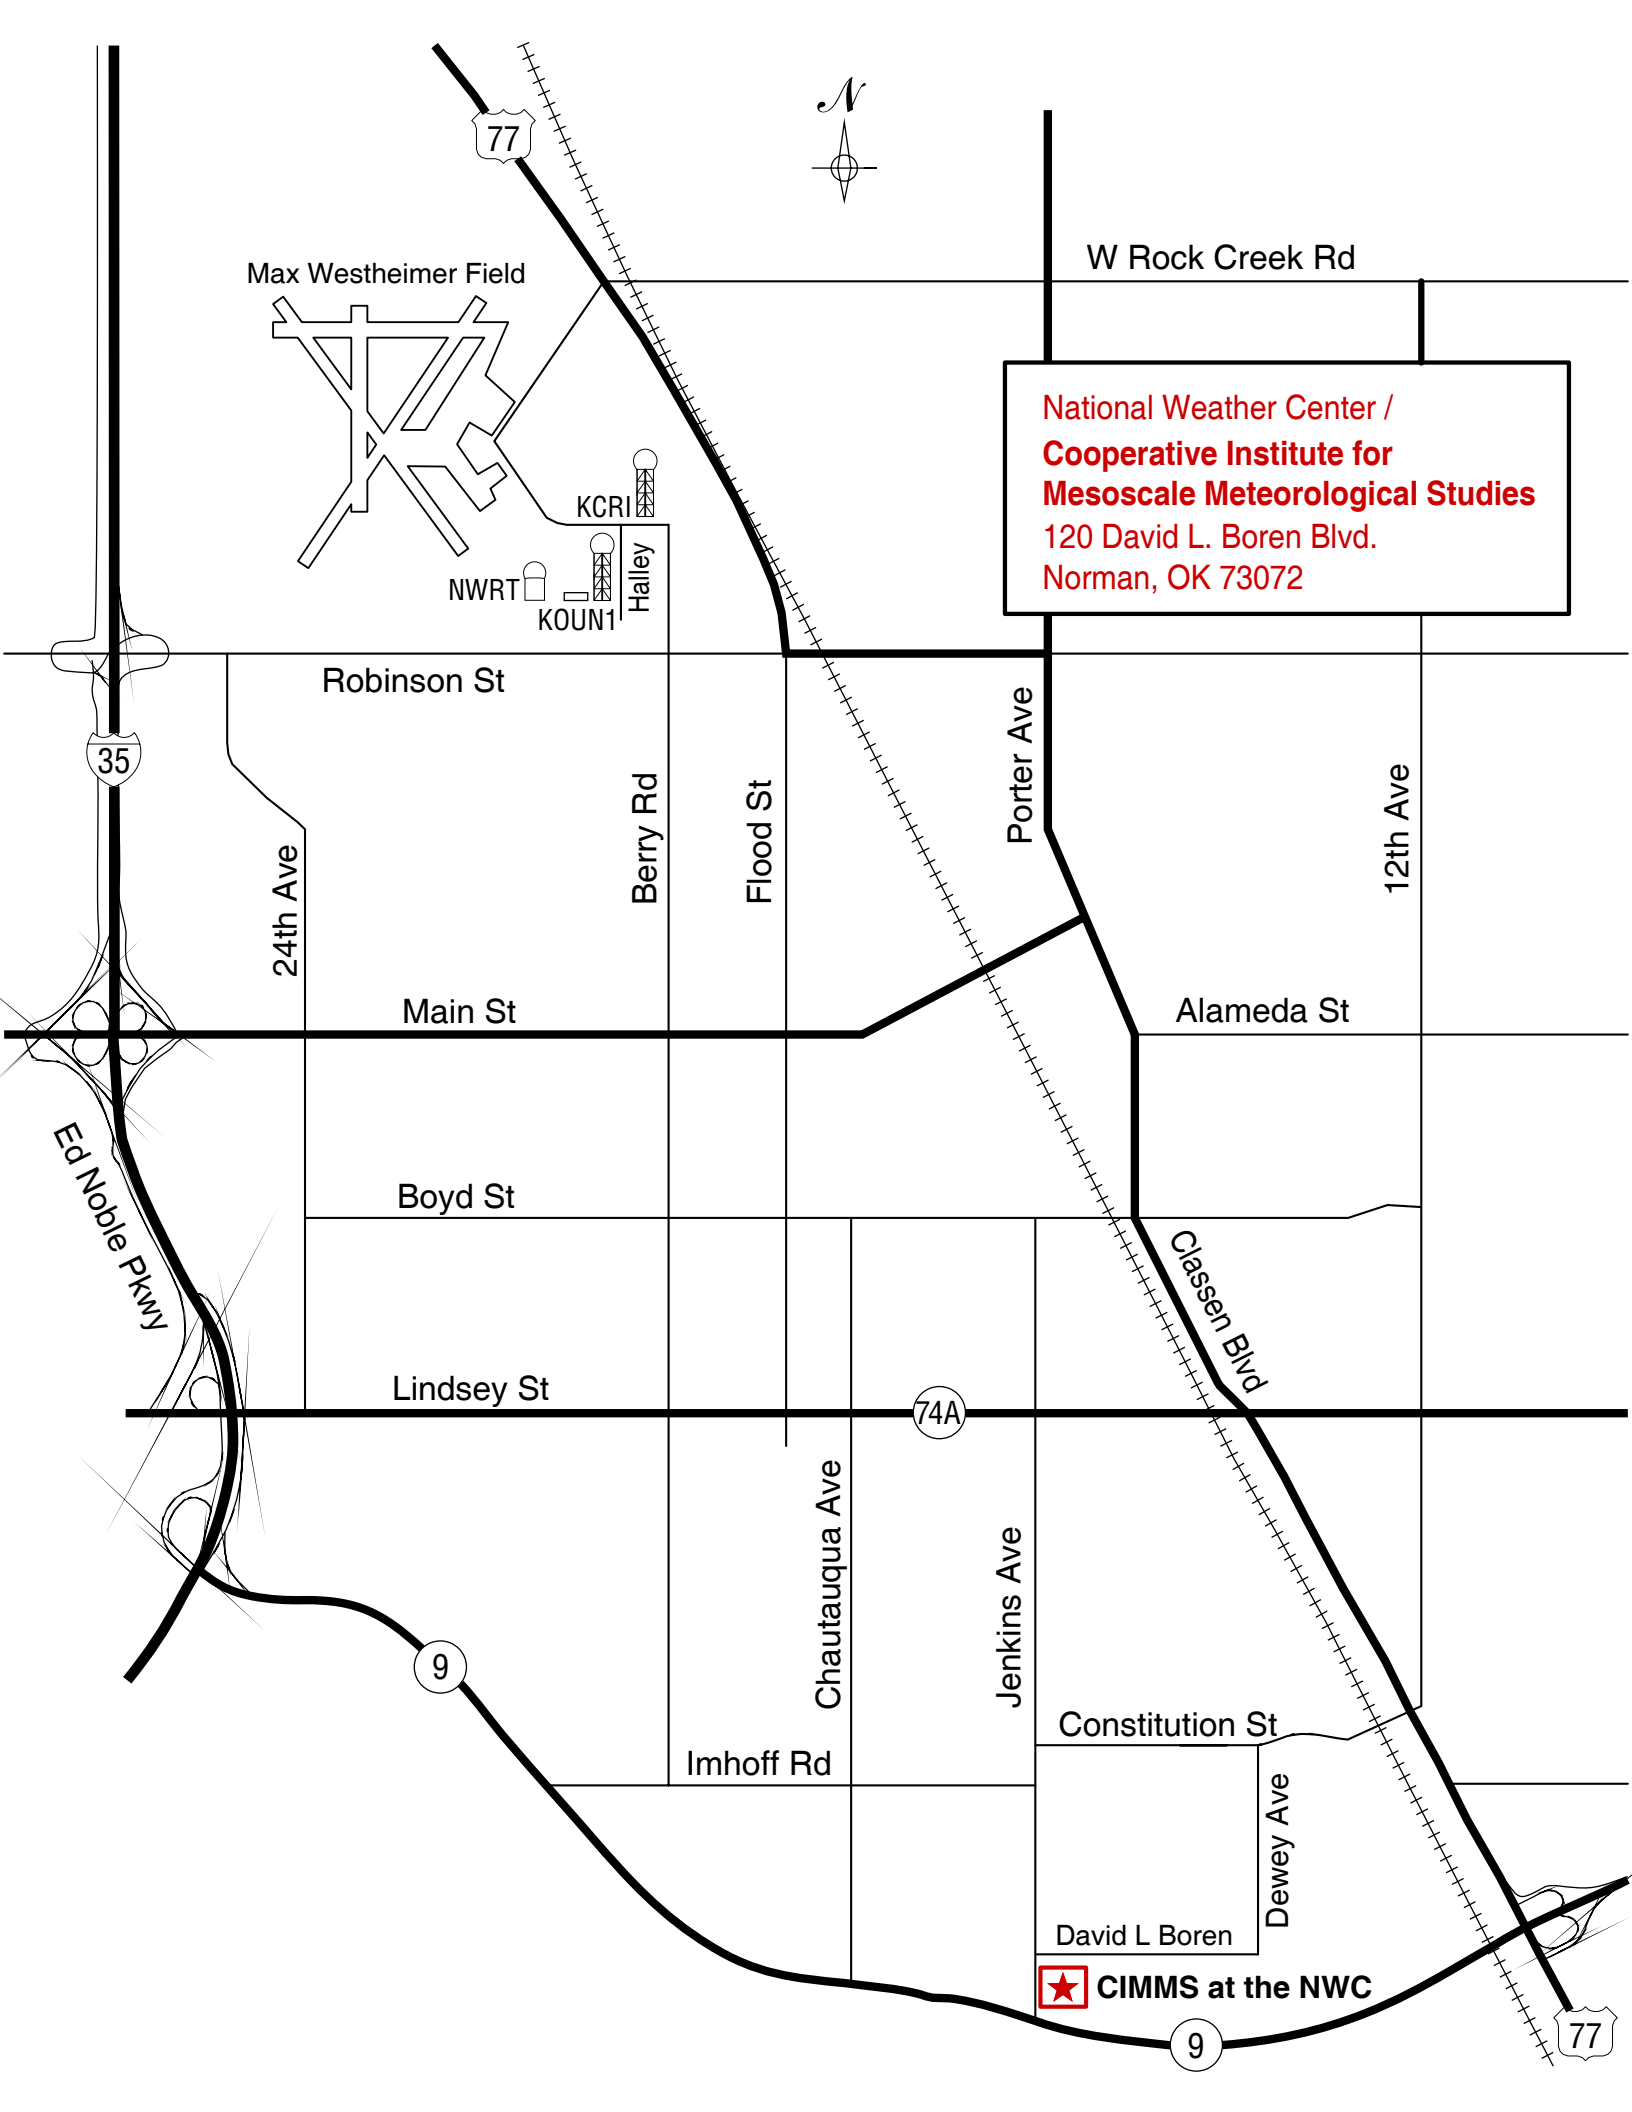 77
N
W Rock Creek Rd
Max Westheimer Field
National Weather Center /
Cooperative Institute for
Mesoscale Meteorological Studies
120 David L. Boren Blvd.
Norman, OK 73072
KCRI
Halley
NWRT
KOUN1
Robinson St
35
Porter Ave
Berry Rd
Flood St
12th Ave
24th Ave
Main St
Alameda St
Ed Noble Pkwy
Boyd St
Classen Blvd
Lindsey St
74A
Chautauqua Ave
Jenkins Ave
9
Constitution St
Imhoff Rd
Dewey Ave
David L Boren
CIMMS at the NWC
9
77